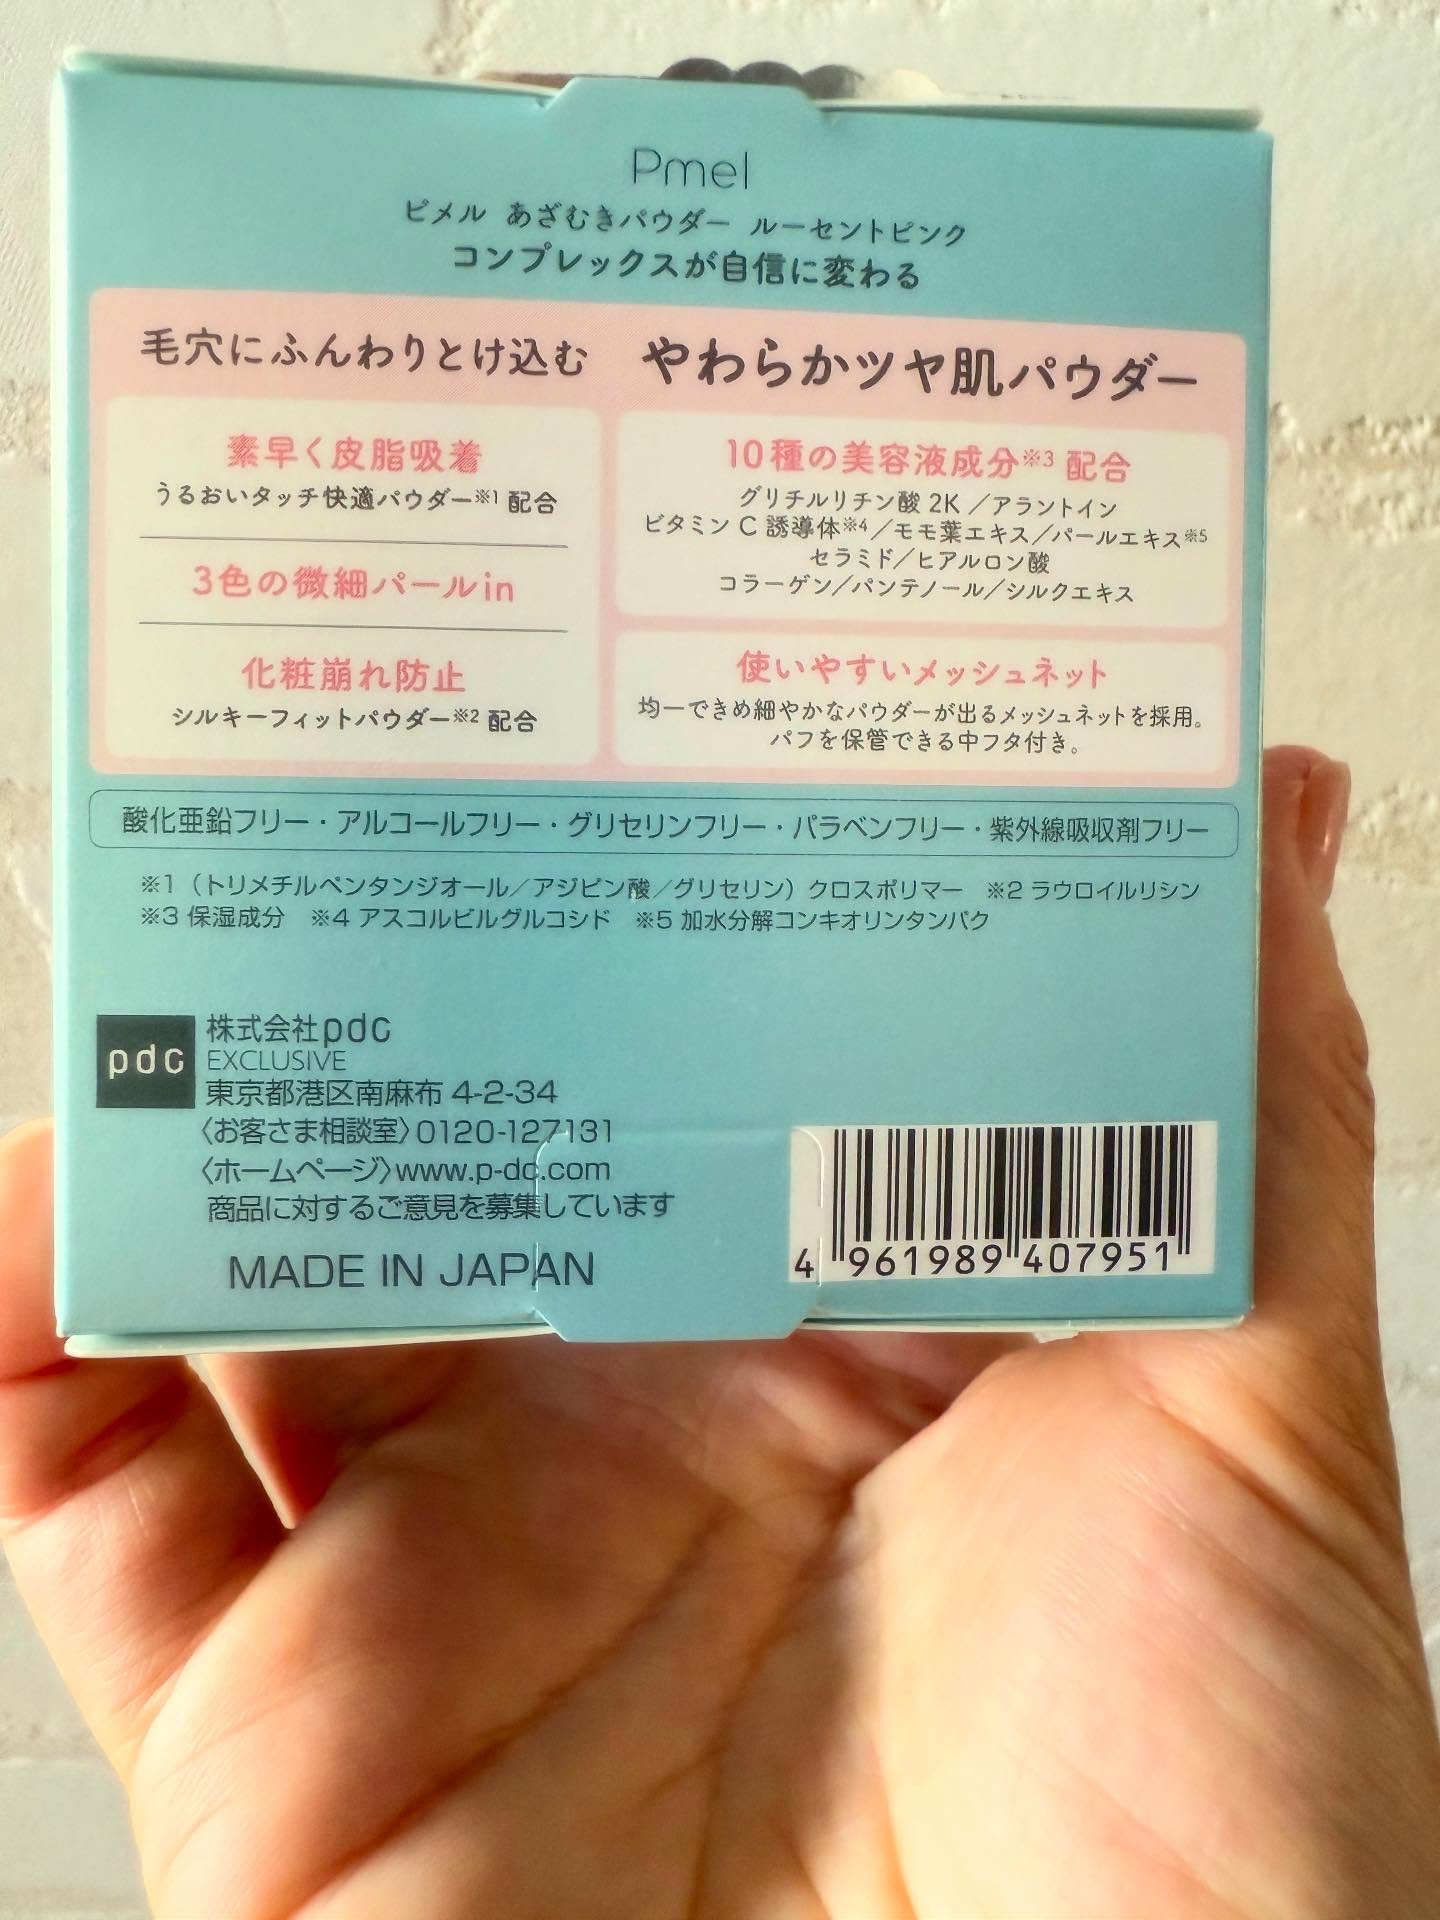 Pmel
ピメル あざむきパウダー ルーセントピンク
コンプレックスが自信に変わる
毛穴にふんわりとけ込む やわらかツヤ肌パウダー
素早く皮脂吸着
うるおいタッチ快適パウダー※1 配合
3色の微細パールin
化粧崩れ防止
シルキーフィットパウダー※2 配合
10種の美容液成分※3 配合
グリチルリチン酸 2K／アラントイン
ビタミン C 誘導体※4／モモ葉エキス／パールエキス※5
セラミド／ヒアルロン酸
コラーゲン／パンテノール／シルクエキス
使いやすいメッシュネット
均一できめ細やかなパウダーが出るメッシュネットを採用。
パフを保管できる中フタ付き。
酸化亜鉛フリー・アルコールフリー・グリセリンフリー・パラベンフリー・紫外線吸収剤フリー
※1（トリメチルペンタンジオール／アジピン酸／グリセリン）クロスポリマー ※2 ラウロイルリシン
※3 保湿成分 ※4 アスコルビルグルコシド ※5 加水分解コンキオリンタンパク
pdc
株式会社pdc
EXCLUSIVE
東京都港区南麻布 4-2-34
〈お客さま相談室〉0120-127131
〈ホームページ〉www.p-dc.com
商品に対するご意見を募集しています
MADE IN JAPAN
4 961989 407951